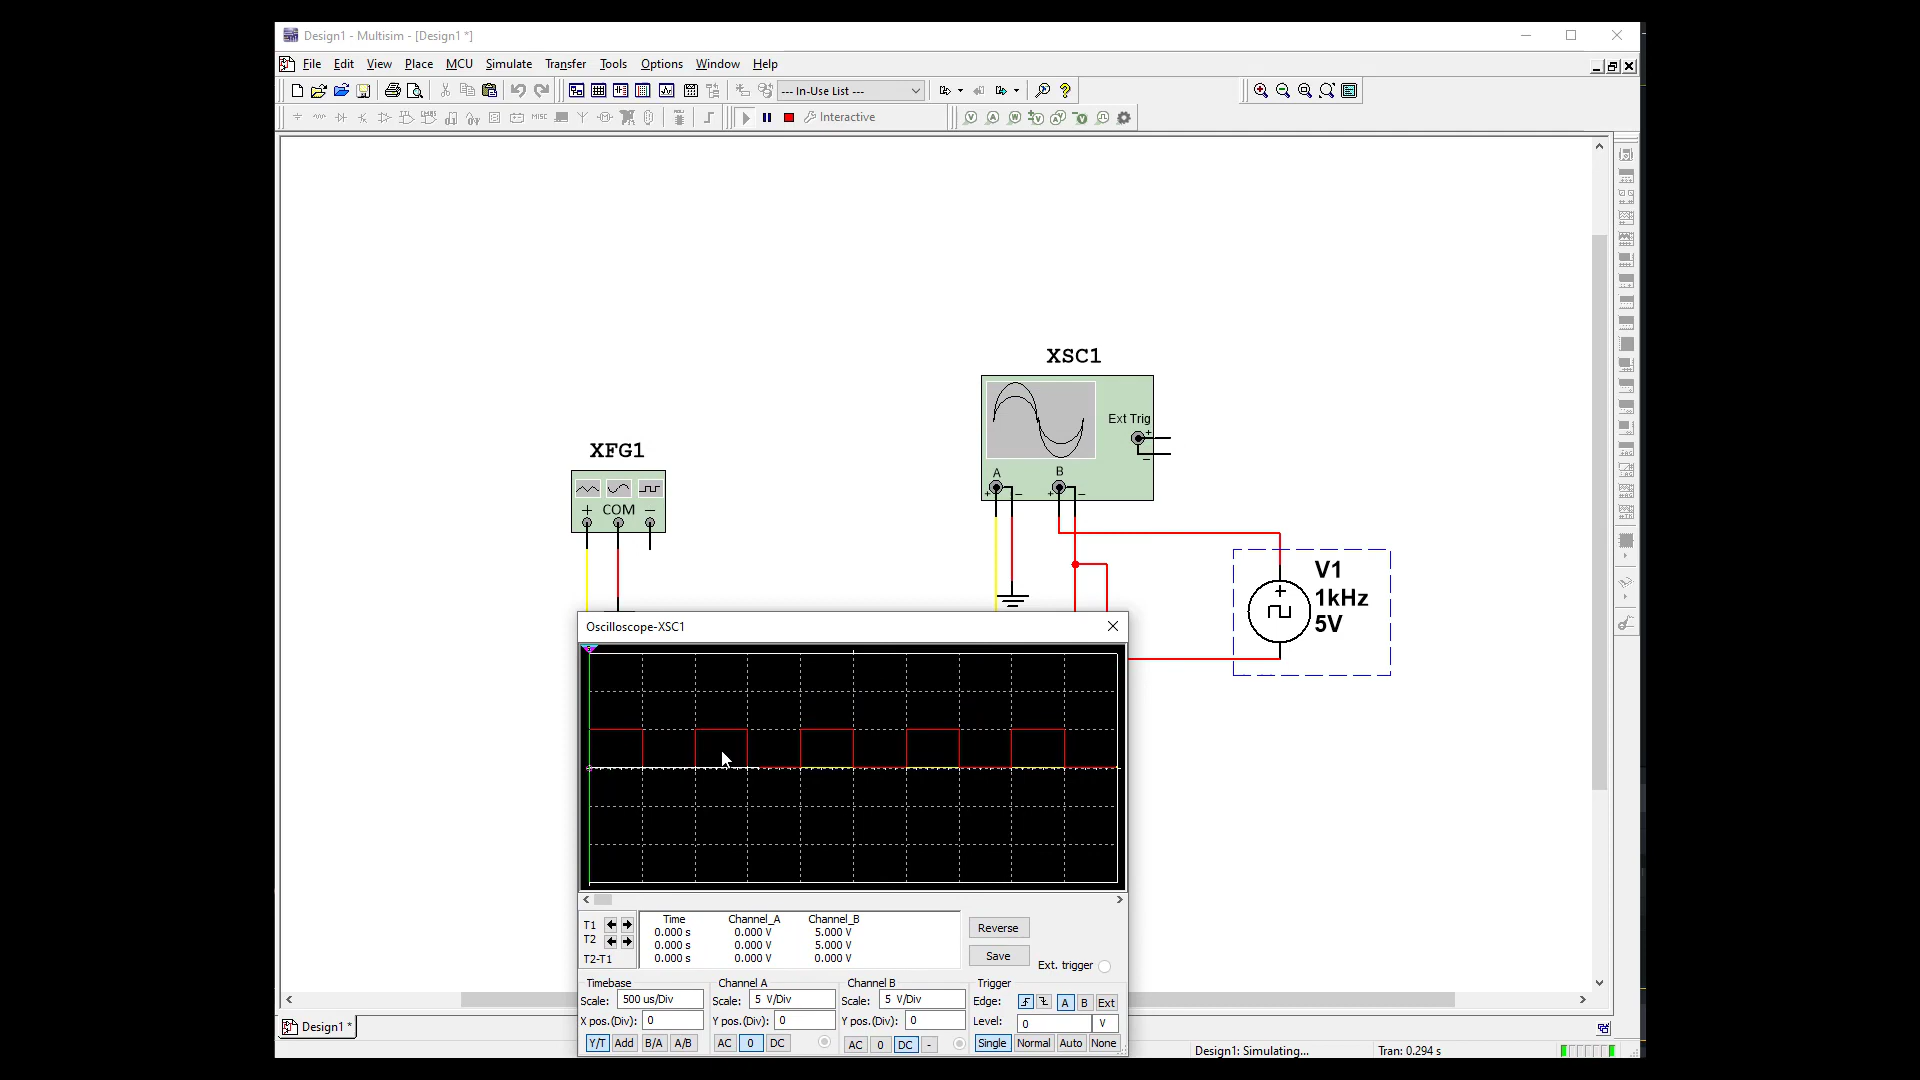 Design1 - Multisim - [Design1 *]
File Edit View Place MCU Simulate Transfer Tools Options Window Help
--- In-Use List ---
MISC
Interactive
XSC1
Ext Trig
A B
XFG1
COM
V1
1kHz
5V
Oscilloscope-XSC1
T1
T2
T2-T1
Time Channel_A Channel_B
0.000 s 0.000 V 5.000 V
0.000 s 0.000 V 5.000 V
0.000 s 0.000 V 0.000 V
Reverse
Save
Ext. trigger
Timebase Channel A Channel B Trigger
Scale: 500 us/Div Scale: 5 V/Div Scale: 5 V/Div Edge: A B Ext
X pos.(Div): 0 Y pos.(Div): 0 Y pos.(Div): 0 Level: 0 V
Y/T Add B/A A/B AC 0 DC AC 0 DC - Single Normal Auto None
Design1 *
Design1: Simulating... Tran: 0.294 s